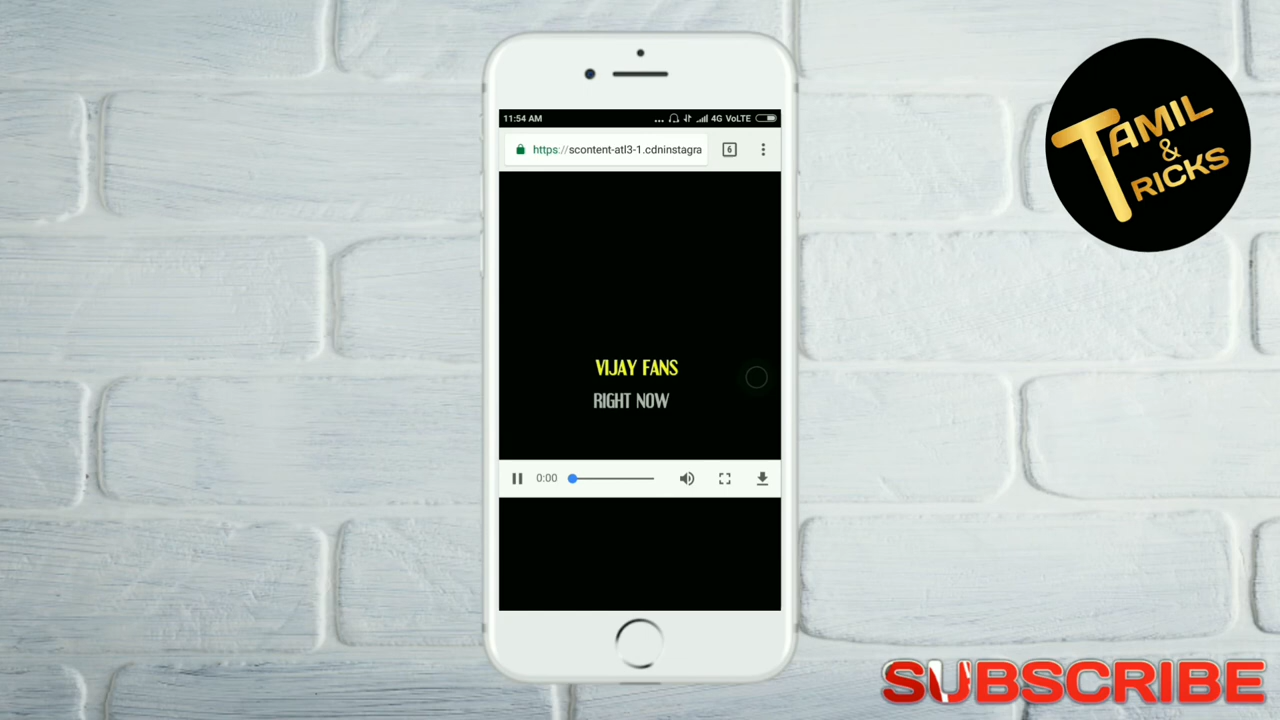 11:54 AM
... 4G VoLTE
https://scontent-atl3-1.cdninstagra
6
VIJAY FANS
RIGHT NOW
0:00
TAMIL
&
TRICKS
SUBSCRIBE